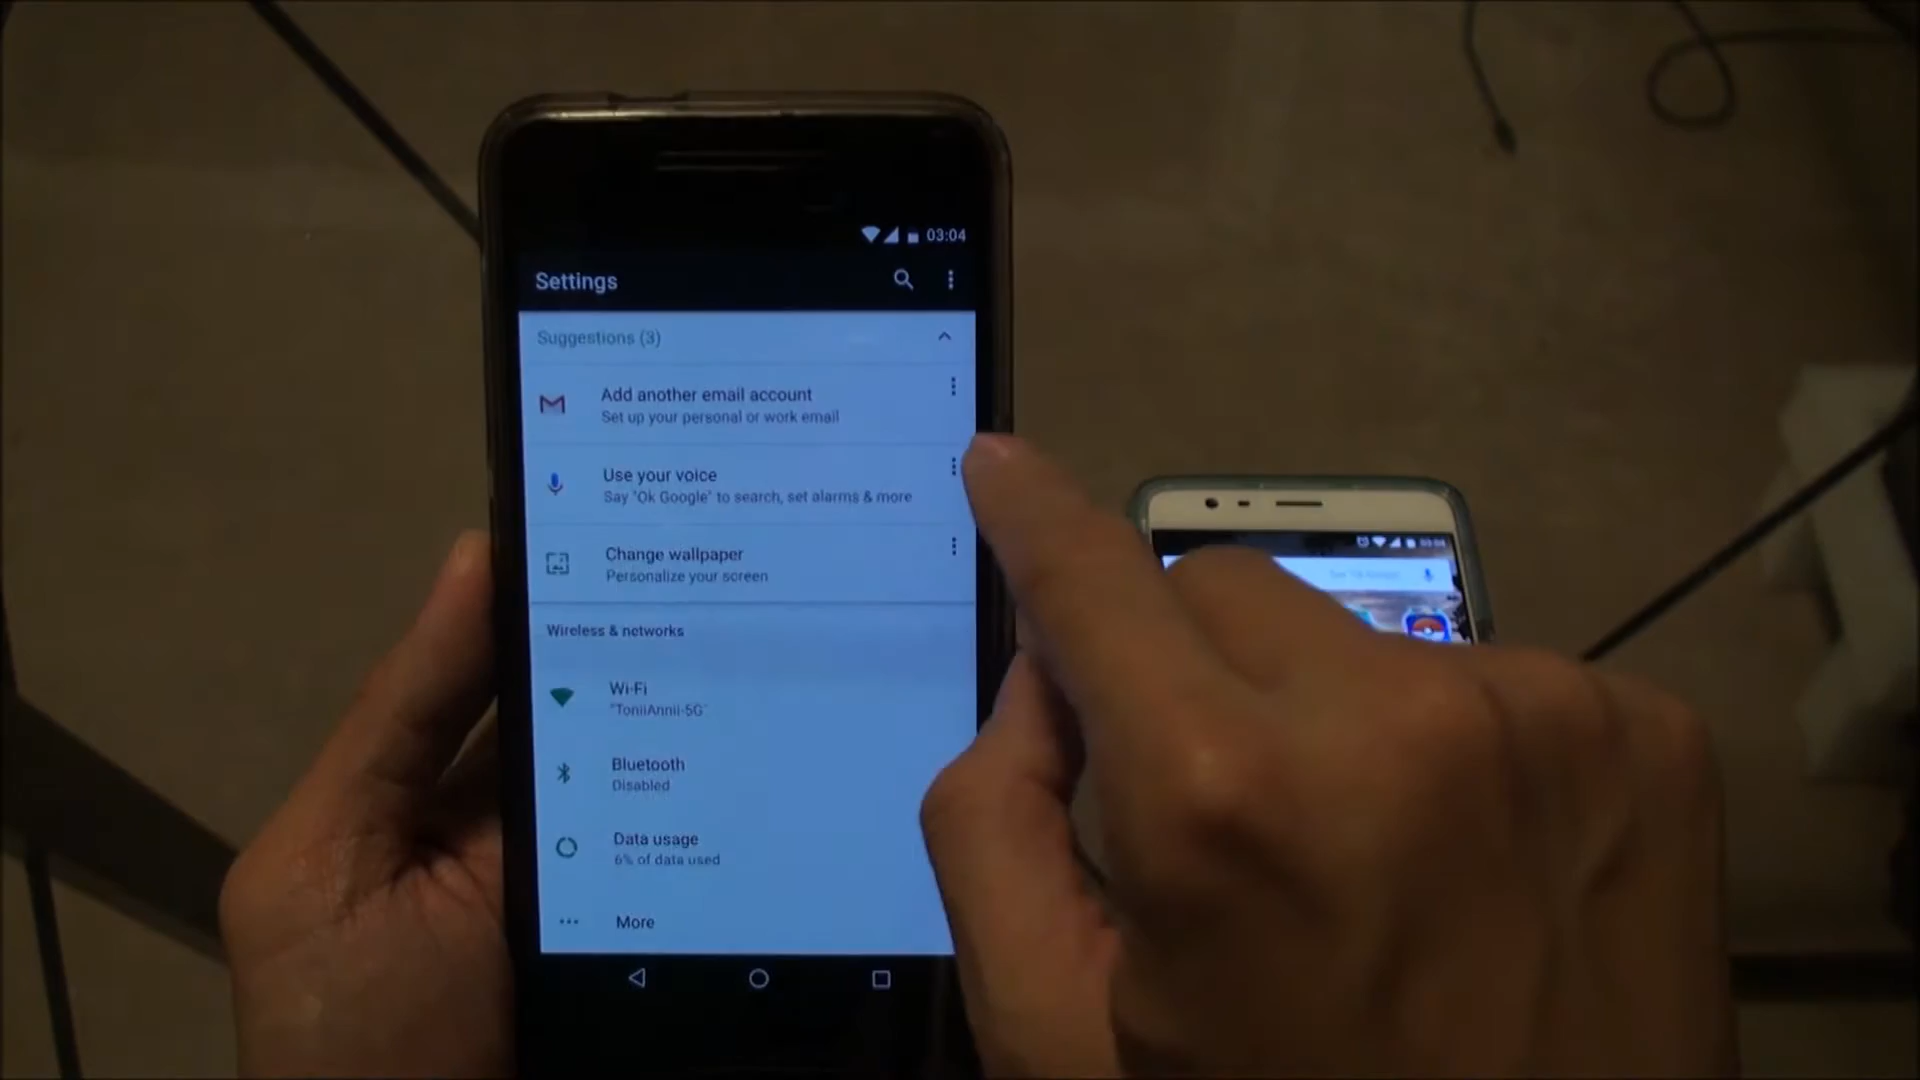 03:04
Settings
Suggestions (3)
Add another email account
Set up your personal or work email
Use your voice
Say "Ok Google" to search, set alarms & more
Change wallpaper
Personalize your screen
Wireless & networks
Wi-Fi
"ToniiAnnii-5G"
Bluetooth
Disabled
Data usage
6% of data used
More